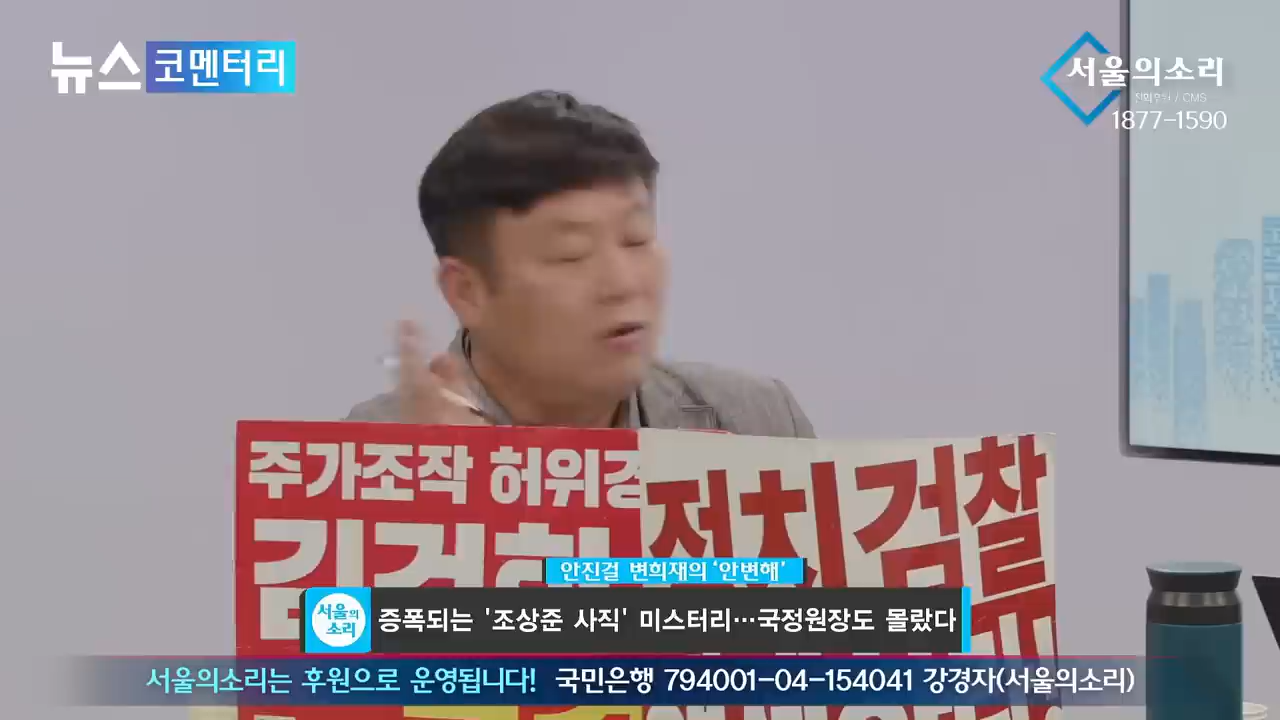 뉴스 코멘터리
서울의소리
1877-1590
주가조작 허위경
김건희
정치검찰
안진걸 변희재의 '안변해'
서울의
소리
증폭되는 '조상준 사직' 미스터리…국정원장도 몰랐다
서울의소리는 후원으로 운영됩니다! 국민은행 794001-04-154041 강경자(서울의소리)